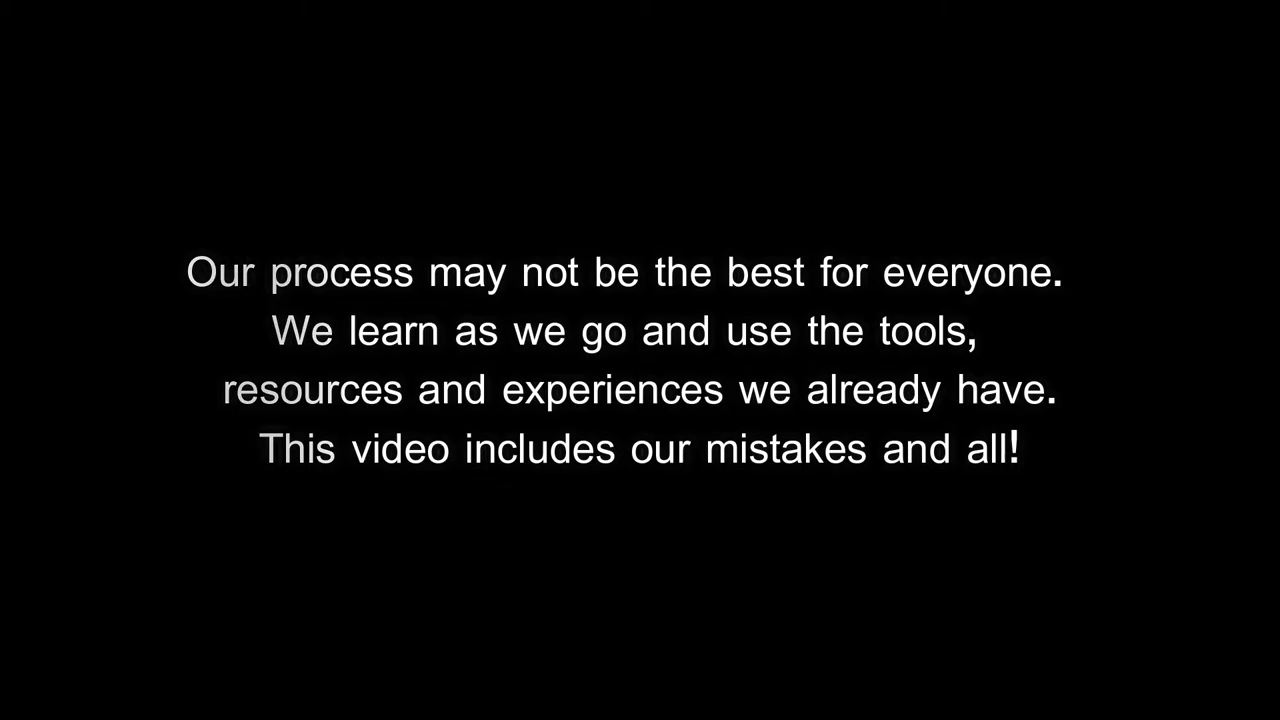 Our process may not be the best for everyone.
We learn as we go and use the tools,
resources and experiences we already have.
This video includes our mistakes and all!